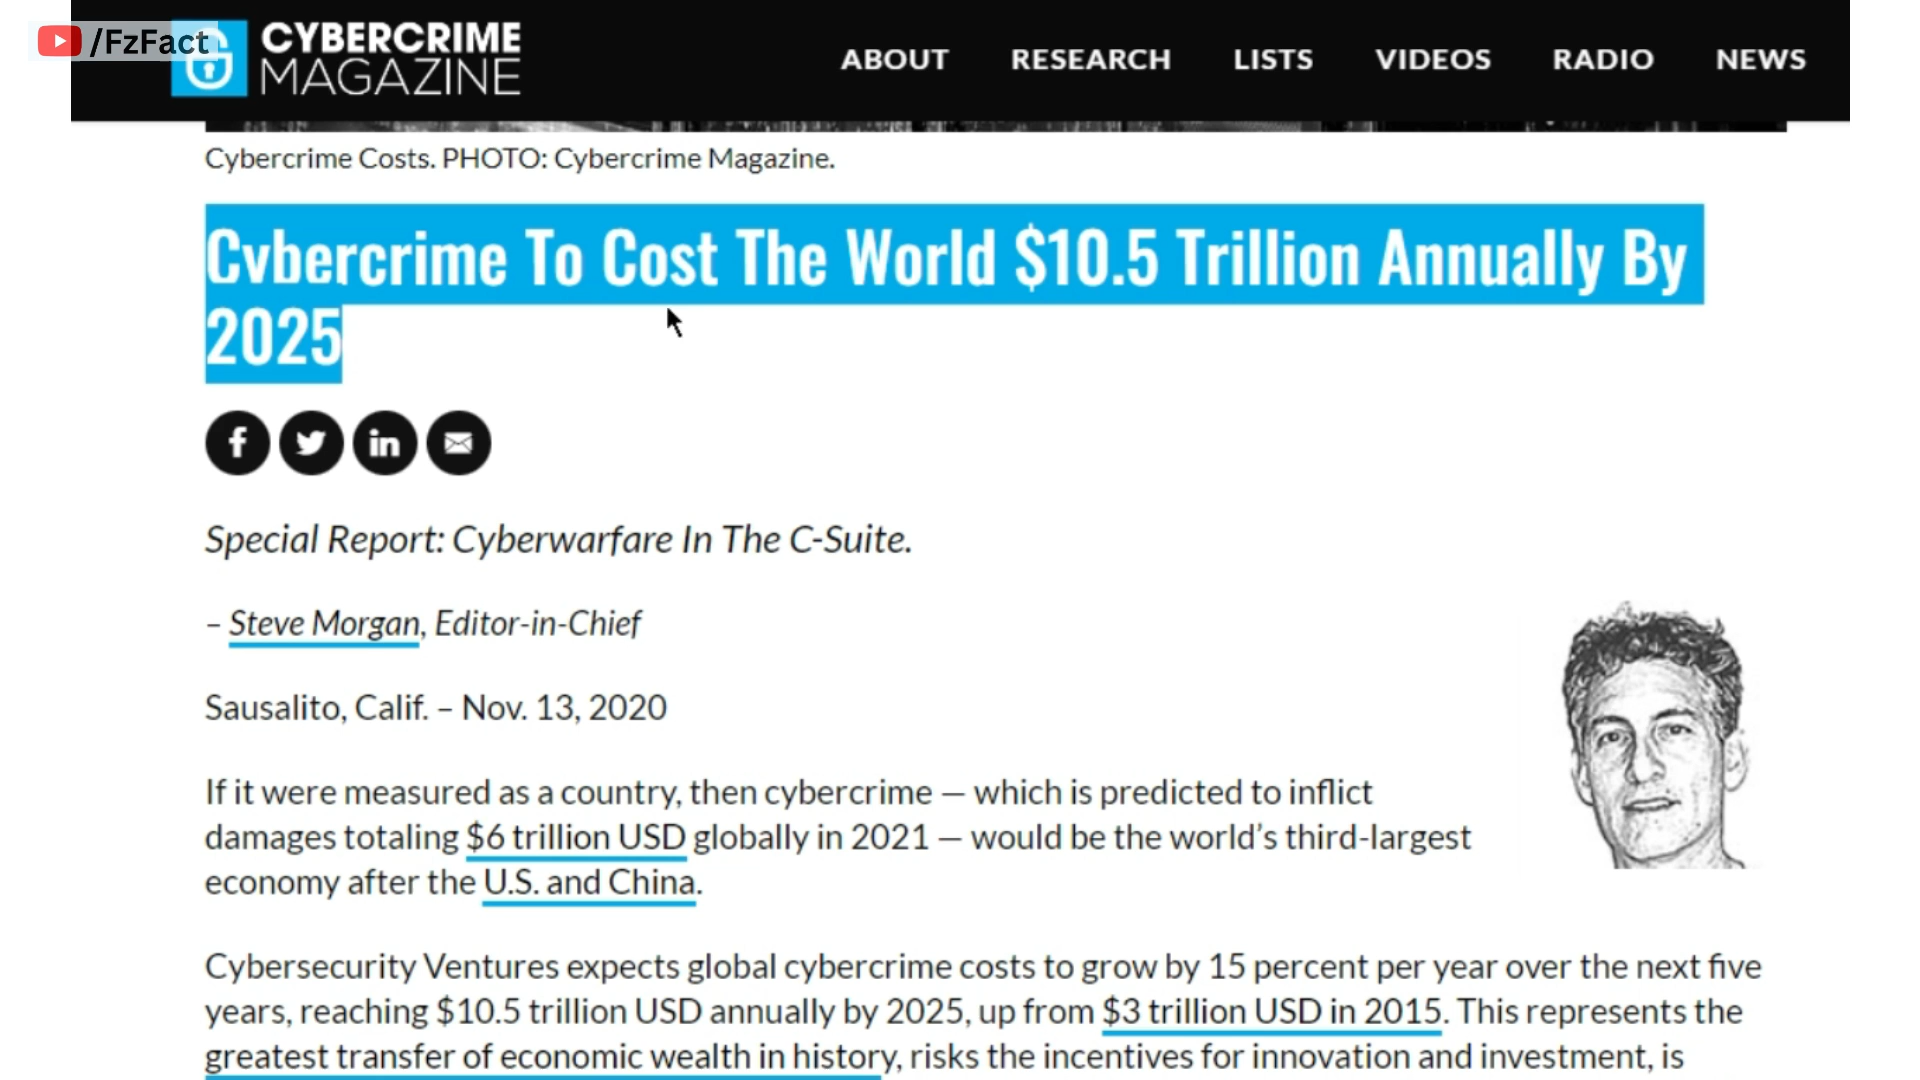 /FzFact
CYBERCRIME
MAGAZINE
ABOUT RESEARCH LISTS VIDEOS RADIO NEWS
Cybercrime Costs. PHOTO: Cybercrime Magazine.
Cybercrime To Cost The World $10.5 Trillion Annually By
2025
Special Report: Cyberwarfare In The C-Suite.
– Steve Morgan, Editor-in-Chief
Sausalito, Calif. – Nov. 13, 2020
If it were measured as a country, then cybercrime — which is predicted to inflict
damages totaling $6 trillion USD globally in 2021 — would be the world’s third-largest
economy after the U.S. and China.
Cybersecurity Ventures expects global cybercrime costs to grow by 15 percent per year over the next five
years, reaching $10.5 trillion USD annually by 2025, up from $3 trillion USD in 2015. This represents the
greatest transfer of economic wealth in history, risks the incentives for innovation and investment, is